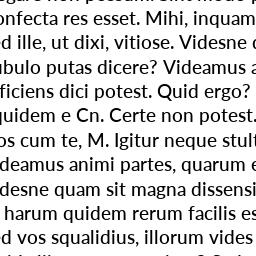 onfecta res esset. Mihi, inquam
ed ille, ut dixi, vitiose. Videsne
ubulo putas dicere? Videamus a
ficiens dici potest. Quid ergo?
quidem e Cn. Certe non potest.
os cum te, M. Igitur neque stult
deamus animi partes, quarum e
desne quam sit magna dissensi
harum quidem rerum facilis es
ed vos squalidius, illorum vides